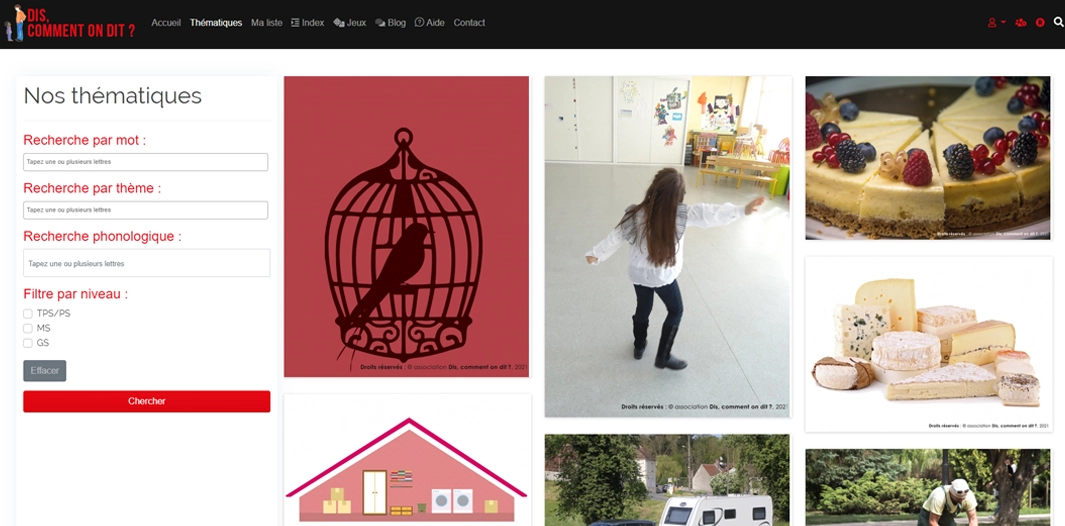 DIS,
COMMENT ON DIT ?
Accueil Thématiques Ma liste Index Jeux Blog Aide Contact
Nos thématiques
Recherche par mot :
Tapez une ou plusieurs lettres
Recherche par thème :
Tapez une ou plusieurs lettres
Recherche phonologique :
Tapez une ou plusieurs lettres
Filtre par niveau :
TPS/PS
MS
GS
Effacer
Chercher
Droits réservés : © association Dis, comment on dit ?, 2021
Droits réservés : © association Dis, comment on dit ?, 2021
Droits réservés : © association Dis, comment on dit ?, 2021
Droits réservés : © association Dis, comment on dit ?, 2021